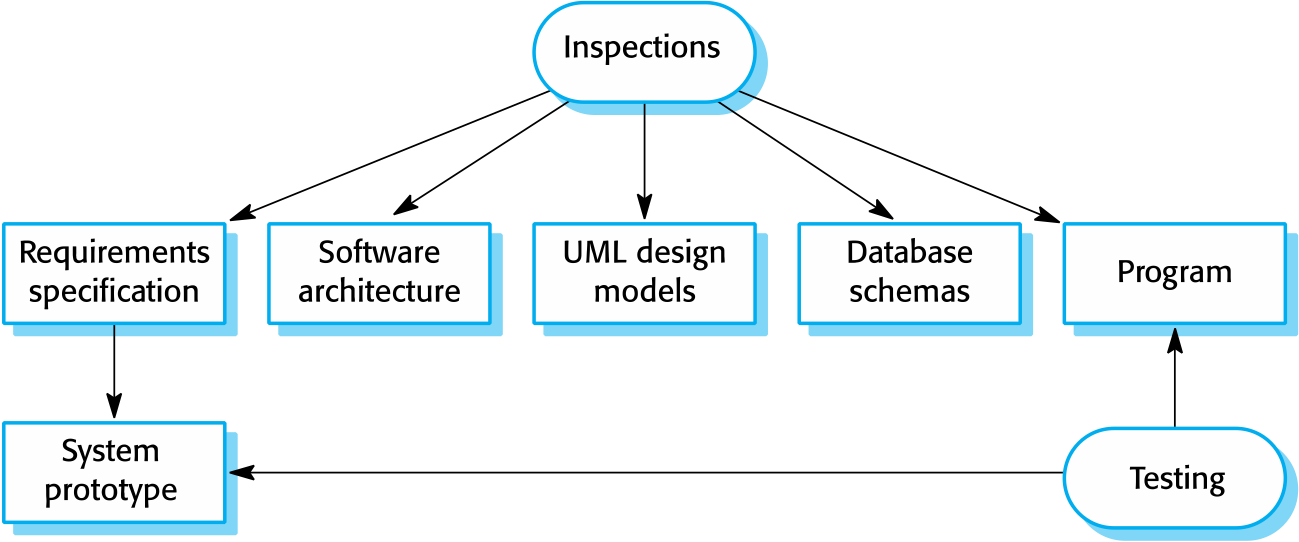 Inspections
Requirements
specification
Software
architecture
UML design
models
Database
schemas
Program
System
prototype
Testing